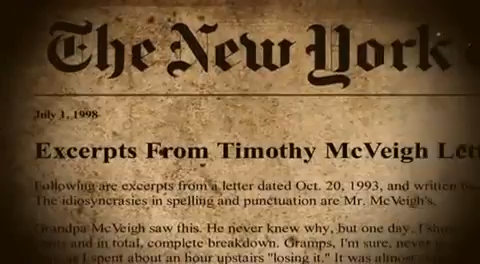 The New York
July 1, 1998
Excerpts From Timothy McVeigh
Following are excerpts from a letter dated Oct. 20, 1993, and written
The idiosyncrasies in spelling and punctuation are Mr. McVeigh's.
Grandpa McVeigh saw this. He never knew why, but one day, I
and in total, complete breakdown. Gramps, I'm sure, never
as I spent about an hour upstairs "losing it." It was almost